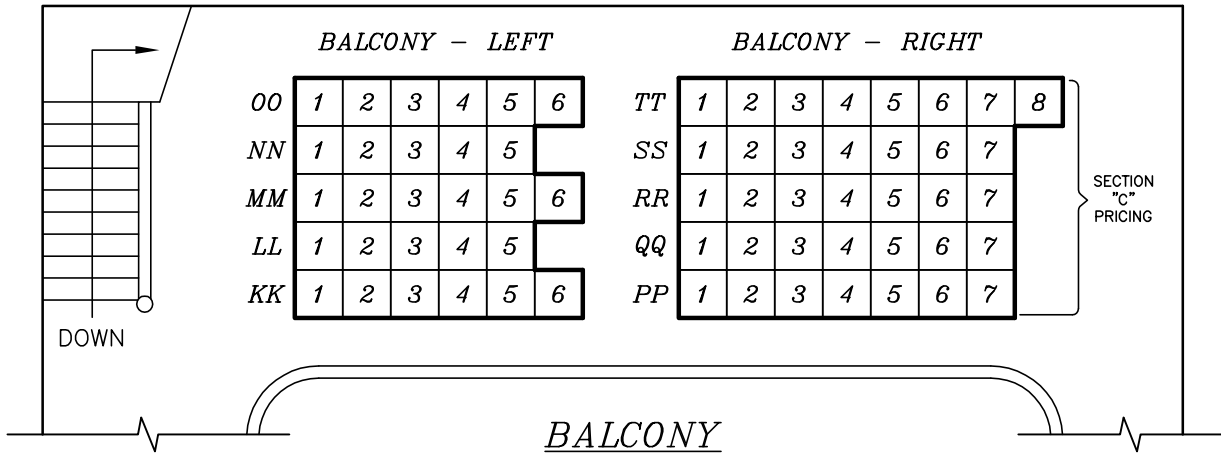 BALCONY - LEFT
BALCONY - RIGHT
OO 1 2 3 4 5 6
TT 1 2 3 4 5 6 7 8
NN 1 2 3 4 5
SS 1 2 3 4 5 6 7
MM 1 2 3 4 5 6
RR 1 2 3 4 5 6 7
LL 1 2 3 4 5
QQ 1 2 3 4 5 6 7
KK 1 2 3 4 5 6
PP 1 2 3 4 5 6 7
SECTION
"C"
PRICING
DOWN
BALCONY